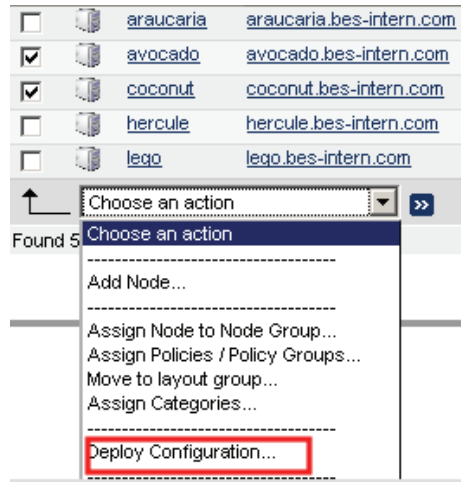 araucaria araucaria.bes-intern.com
avocado avocado.bes-intern.com
coconut coconut.bes-intern.com
hercule hercule.bes-intern.com
lego lego.bes-intern.com
Choose an action
Found 5
Choose an action
---------------------------------
Add Node...
---------------------------------
Assign Node to Node Group...
Assign Policies / Policy Groups...
Move to layout group...
Assign Categories...
---------------------------------
Deploy Configuration...
---------------------------------